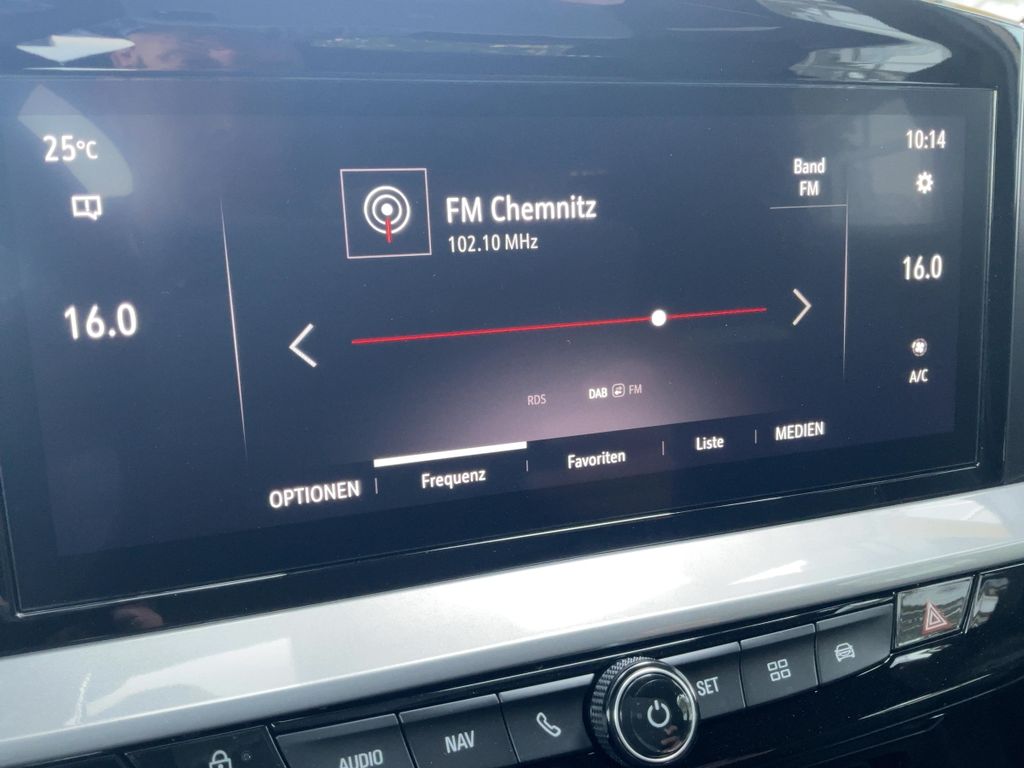 25°C
10:14
Band
FM
FM Chemnitz
102.10 MHz
16.0
16.0
A/C
RDS
DAB FM
OPTIONEN
Frequenz
Favoriten
Liste
MEDIEN
AUDIO
NAV
SET